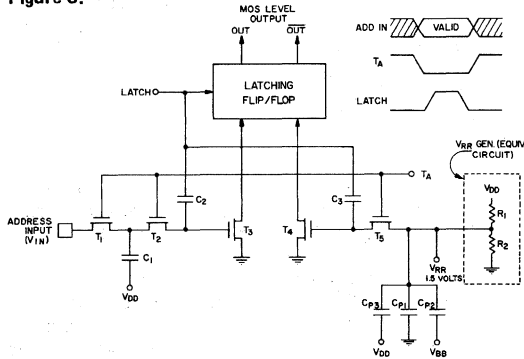 Figure 8.
MOS LEVEL
OUTPUT
OUT
OUT
LATCH
LATCHING
FLIP/FLOP
ADD IN
VALID
TA
LATCH
VRR GEN. (EQUIV
CIRCUIT)
VDD
R1
R2
TA
C2
C3
ADDRESS
INPUT
(VIN)
T1
T2
T3
T4
T5
C1
VDD
VRR
1.5 VOLTS
CP3
CP1
CP2
VDD
VBB